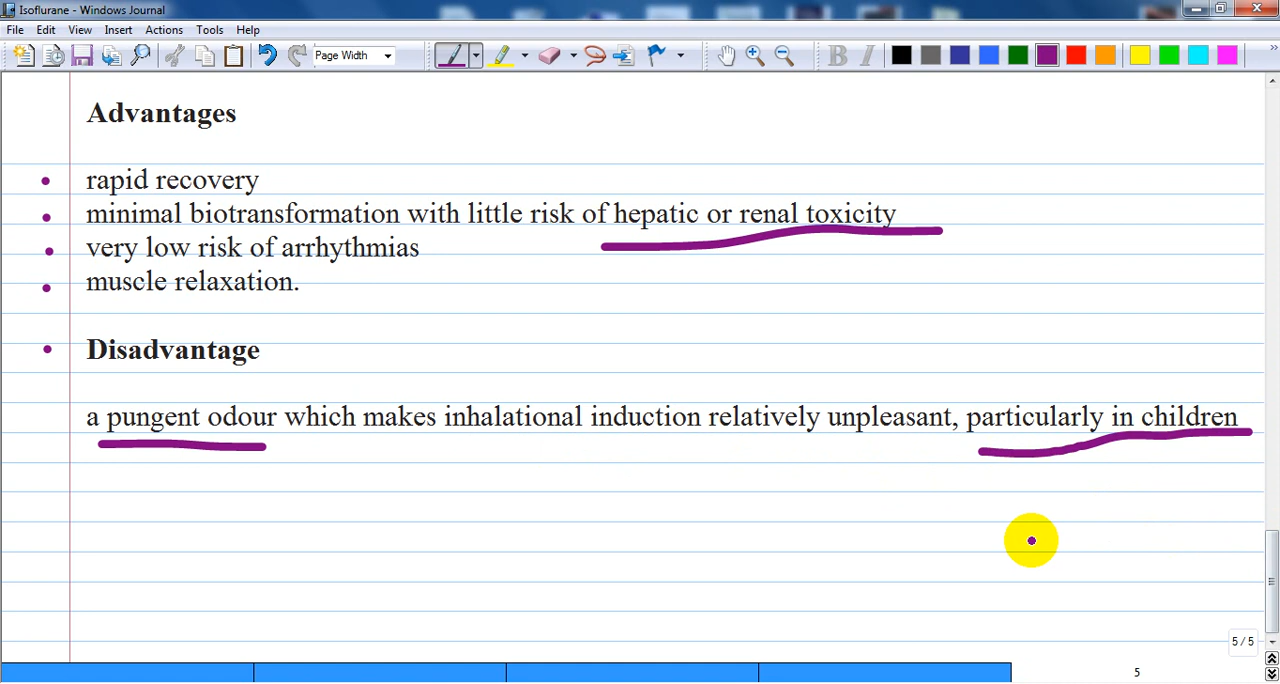 Isoflurane - Windows Journal
File Edit View Insert Actions Tools Help
Page Width
Advantages
rapid recovery
minimal biotransformation with little risk of hepatic or renal toxicity
very low risk of arrhythmias
muscle relaxation.
Disadvantage
a pungent odour which makes inhalational induction relatively unpleasant, particularly in children
5 / 5
5